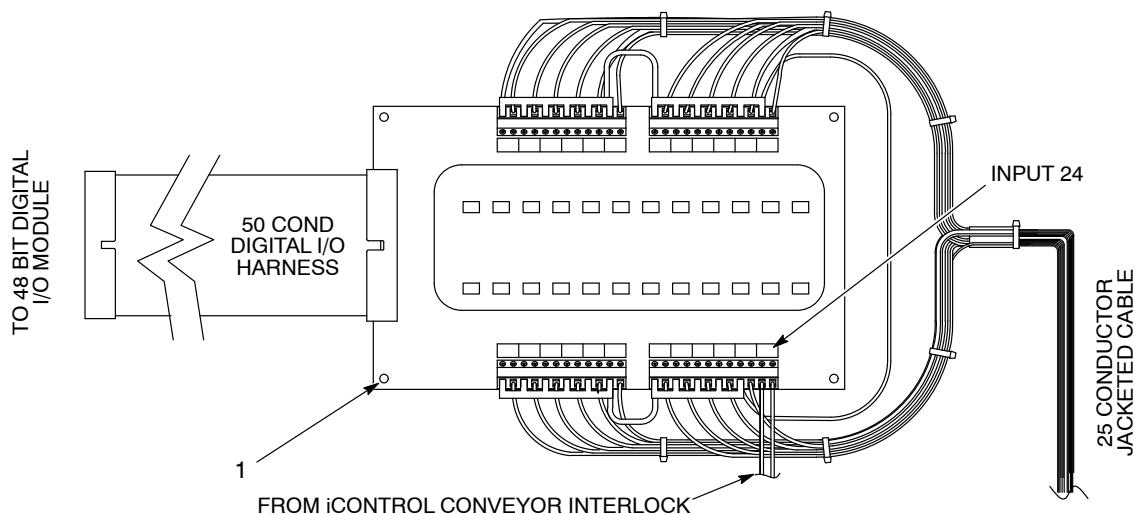 TO 48 BIT DIGITAL
I/O MODULE
50 COND
DIGITAL I/O
HARNESS
INPUT 24
25 CONDUCTOR
JACKETED CABLE
1
FROM iCONTROL CONVEYOR INTERLOCK